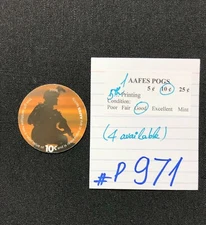 AAFES POGS
5¢ 10¢ 25¢
5th Printing
Condition:
Poor Fair Good Excellent Mint
(4 available)
#P971
10¢